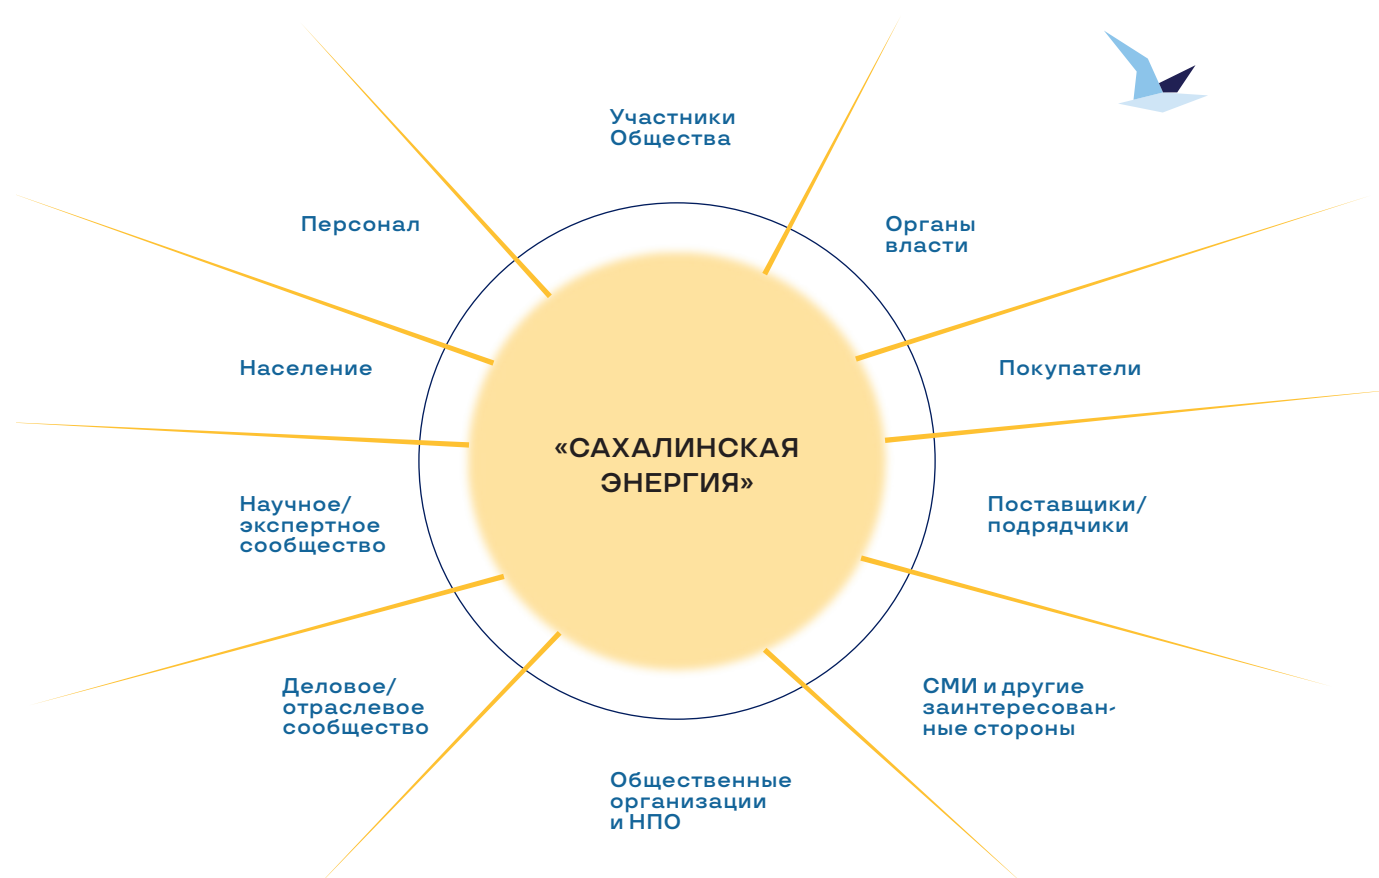 Участники
Общества
Персонал
Органы
власти
Население
Покупатели
«САХАЛИНСКАЯ
ЭНЕРГИЯ»
Научное/
экспертное
сообщество
Поставщики/
подрядчики
Деловое/
отраслевое
сообщество
СМИ и другие
заинтересован-
ные стороны
Общественные
организации
и НПО